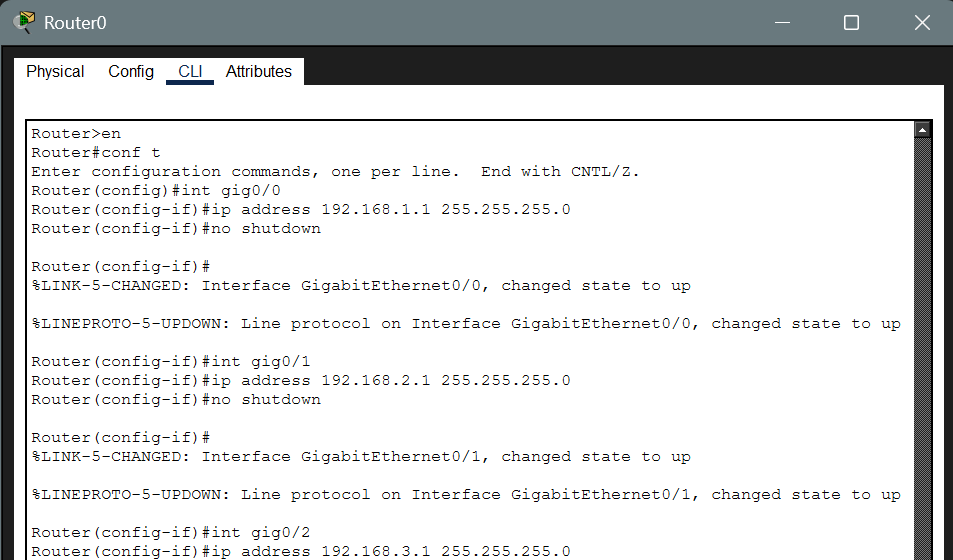 Router0
Physical Config CLI Attributes
Router>en
Router#conf t
Enter configuration commands, one per line.  End with CNTL/Z.
Router(config)#int gig0/0
Router(config-if)#ip address 192.168.1.1 255.255.255.0
Router(config-if)#no shutdown
Router(config-if)#
%LINK-5-CHANGED: Interface GigabitEthernet0/0, changed state to up
%LINEPROTO-5-UPDOWN: Line protocol on Interface GigabitEthernet0/0, changed state to up
Router(config-if)#int gig0/1
Router(config-if)#ip address 192.168.2.1 255.255.255.0
Router(config-if)#no shutdown
Router(config-if)#
%LINK-5-CHANGED: Interface GigabitEthernet0/1, changed state to up
%LINEPROTO-5-UPDOWN: Line protocol on Interface GigabitEthernet0/1, changed state to up
Router(config-if)#int gig0/2
Router(config-if)#ip address 192.168.3.1 255.255.255.0